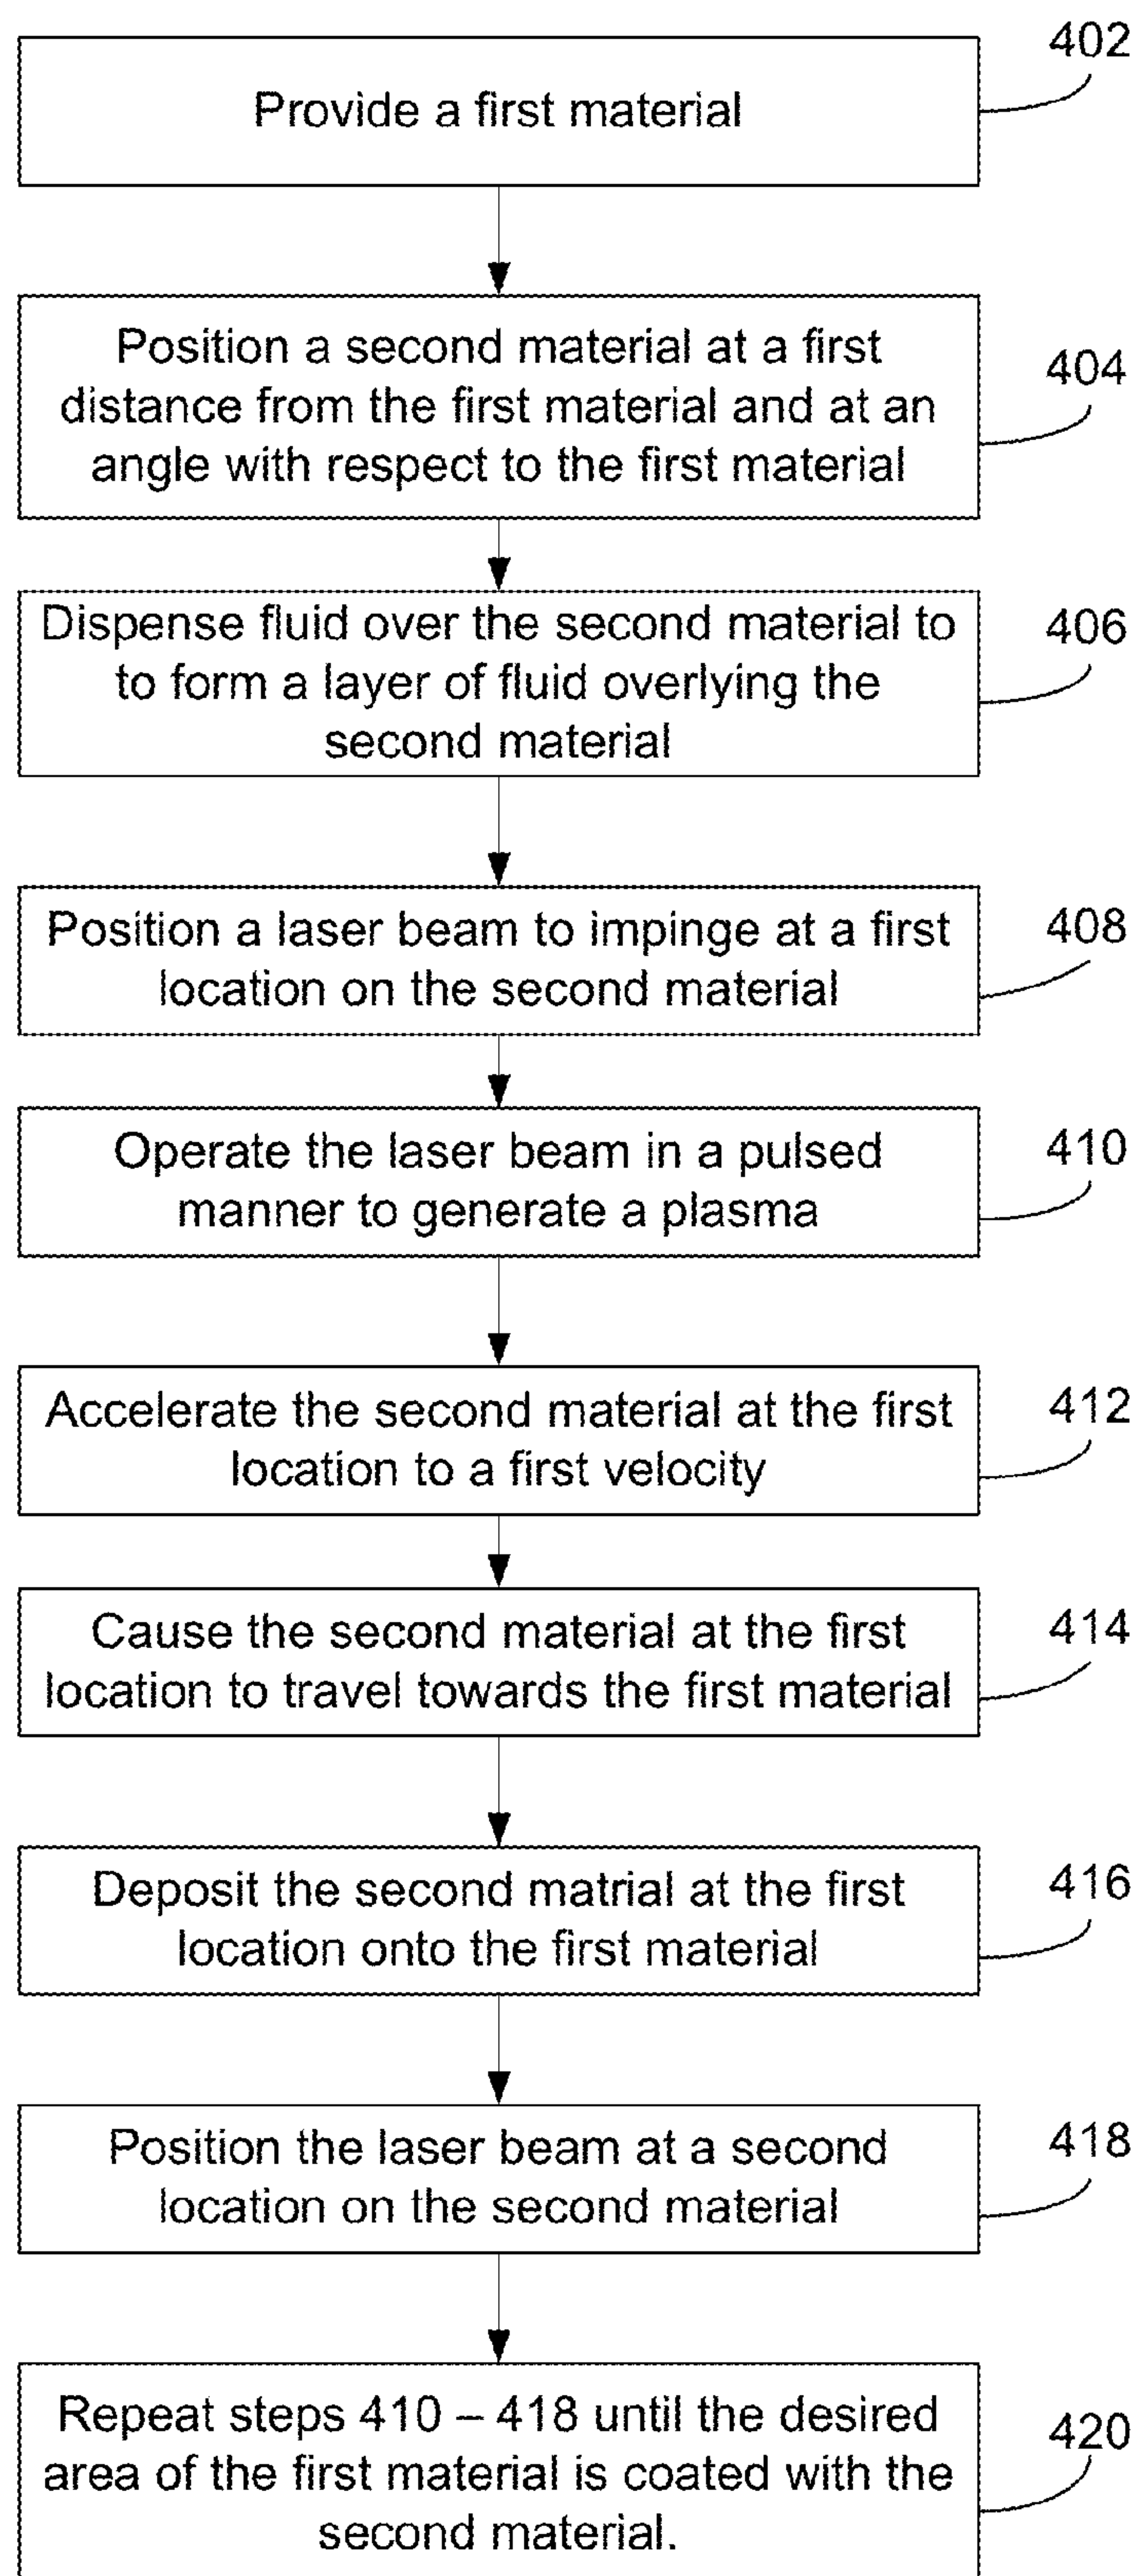 402
Provide a first material
Position a second material at a first
distance from the first material and at an
angle with respect to the first material
404
Dispense fluid over the second material to
to form a layer of fluid overlying the
second material
406
Position a laser beam to impinge at a first
location on the second material
408
Operate the laser beam in a pulsed
manner to generate a plasma
410
Accelerate the second material at the first
location to a first velocity
412
Cause the second material at the first
location to travel towards the first material
414
Deposit the second matrial at the first
location onto the first material
416
Position the laser beam at a second
location on the second material
418
Repeat steps 410 – 418 until the desired
area of the first material is coated with the
second material.
420